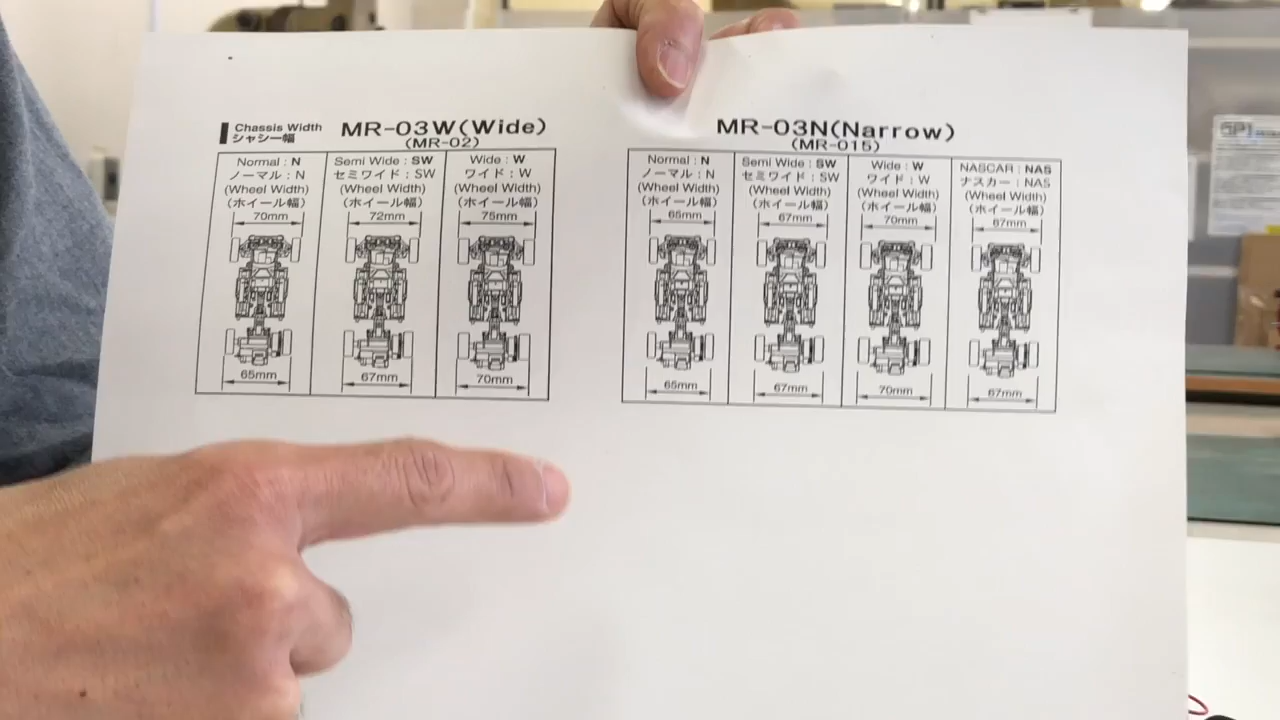 Chassis Width
シャシー幅
MR-03W(Wide)
(MR-02)
Normal : N
ノーマル : N
(Wheel Width)
(ホイール幅)
70mm
65mm
Semi Wide : SW
セミワイド : SW
(Wheel Width)
(ホイール幅)
72mm
67mm
Wide : W
ワイド : W
(Wheel Width)
(ホイール幅)
75mm
70mm
MR-03N(Narrow)
(MR-015)
Normal : N
ノーマル : N
(Wheel Width)
(ホイール幅)
65mm
65mm
Semi Wide : SW
セミワイド : SW
(Wheel Width)
(ホイール幅)
67mm
67mm
Wide : W
ワイド : W
(Wheel Width)
(ホイール幅)
70mm
70mm
NASCAR : NAS
ナスカー : NAS
(Wheel Width)
(ホイール幅)
67mm
67mm